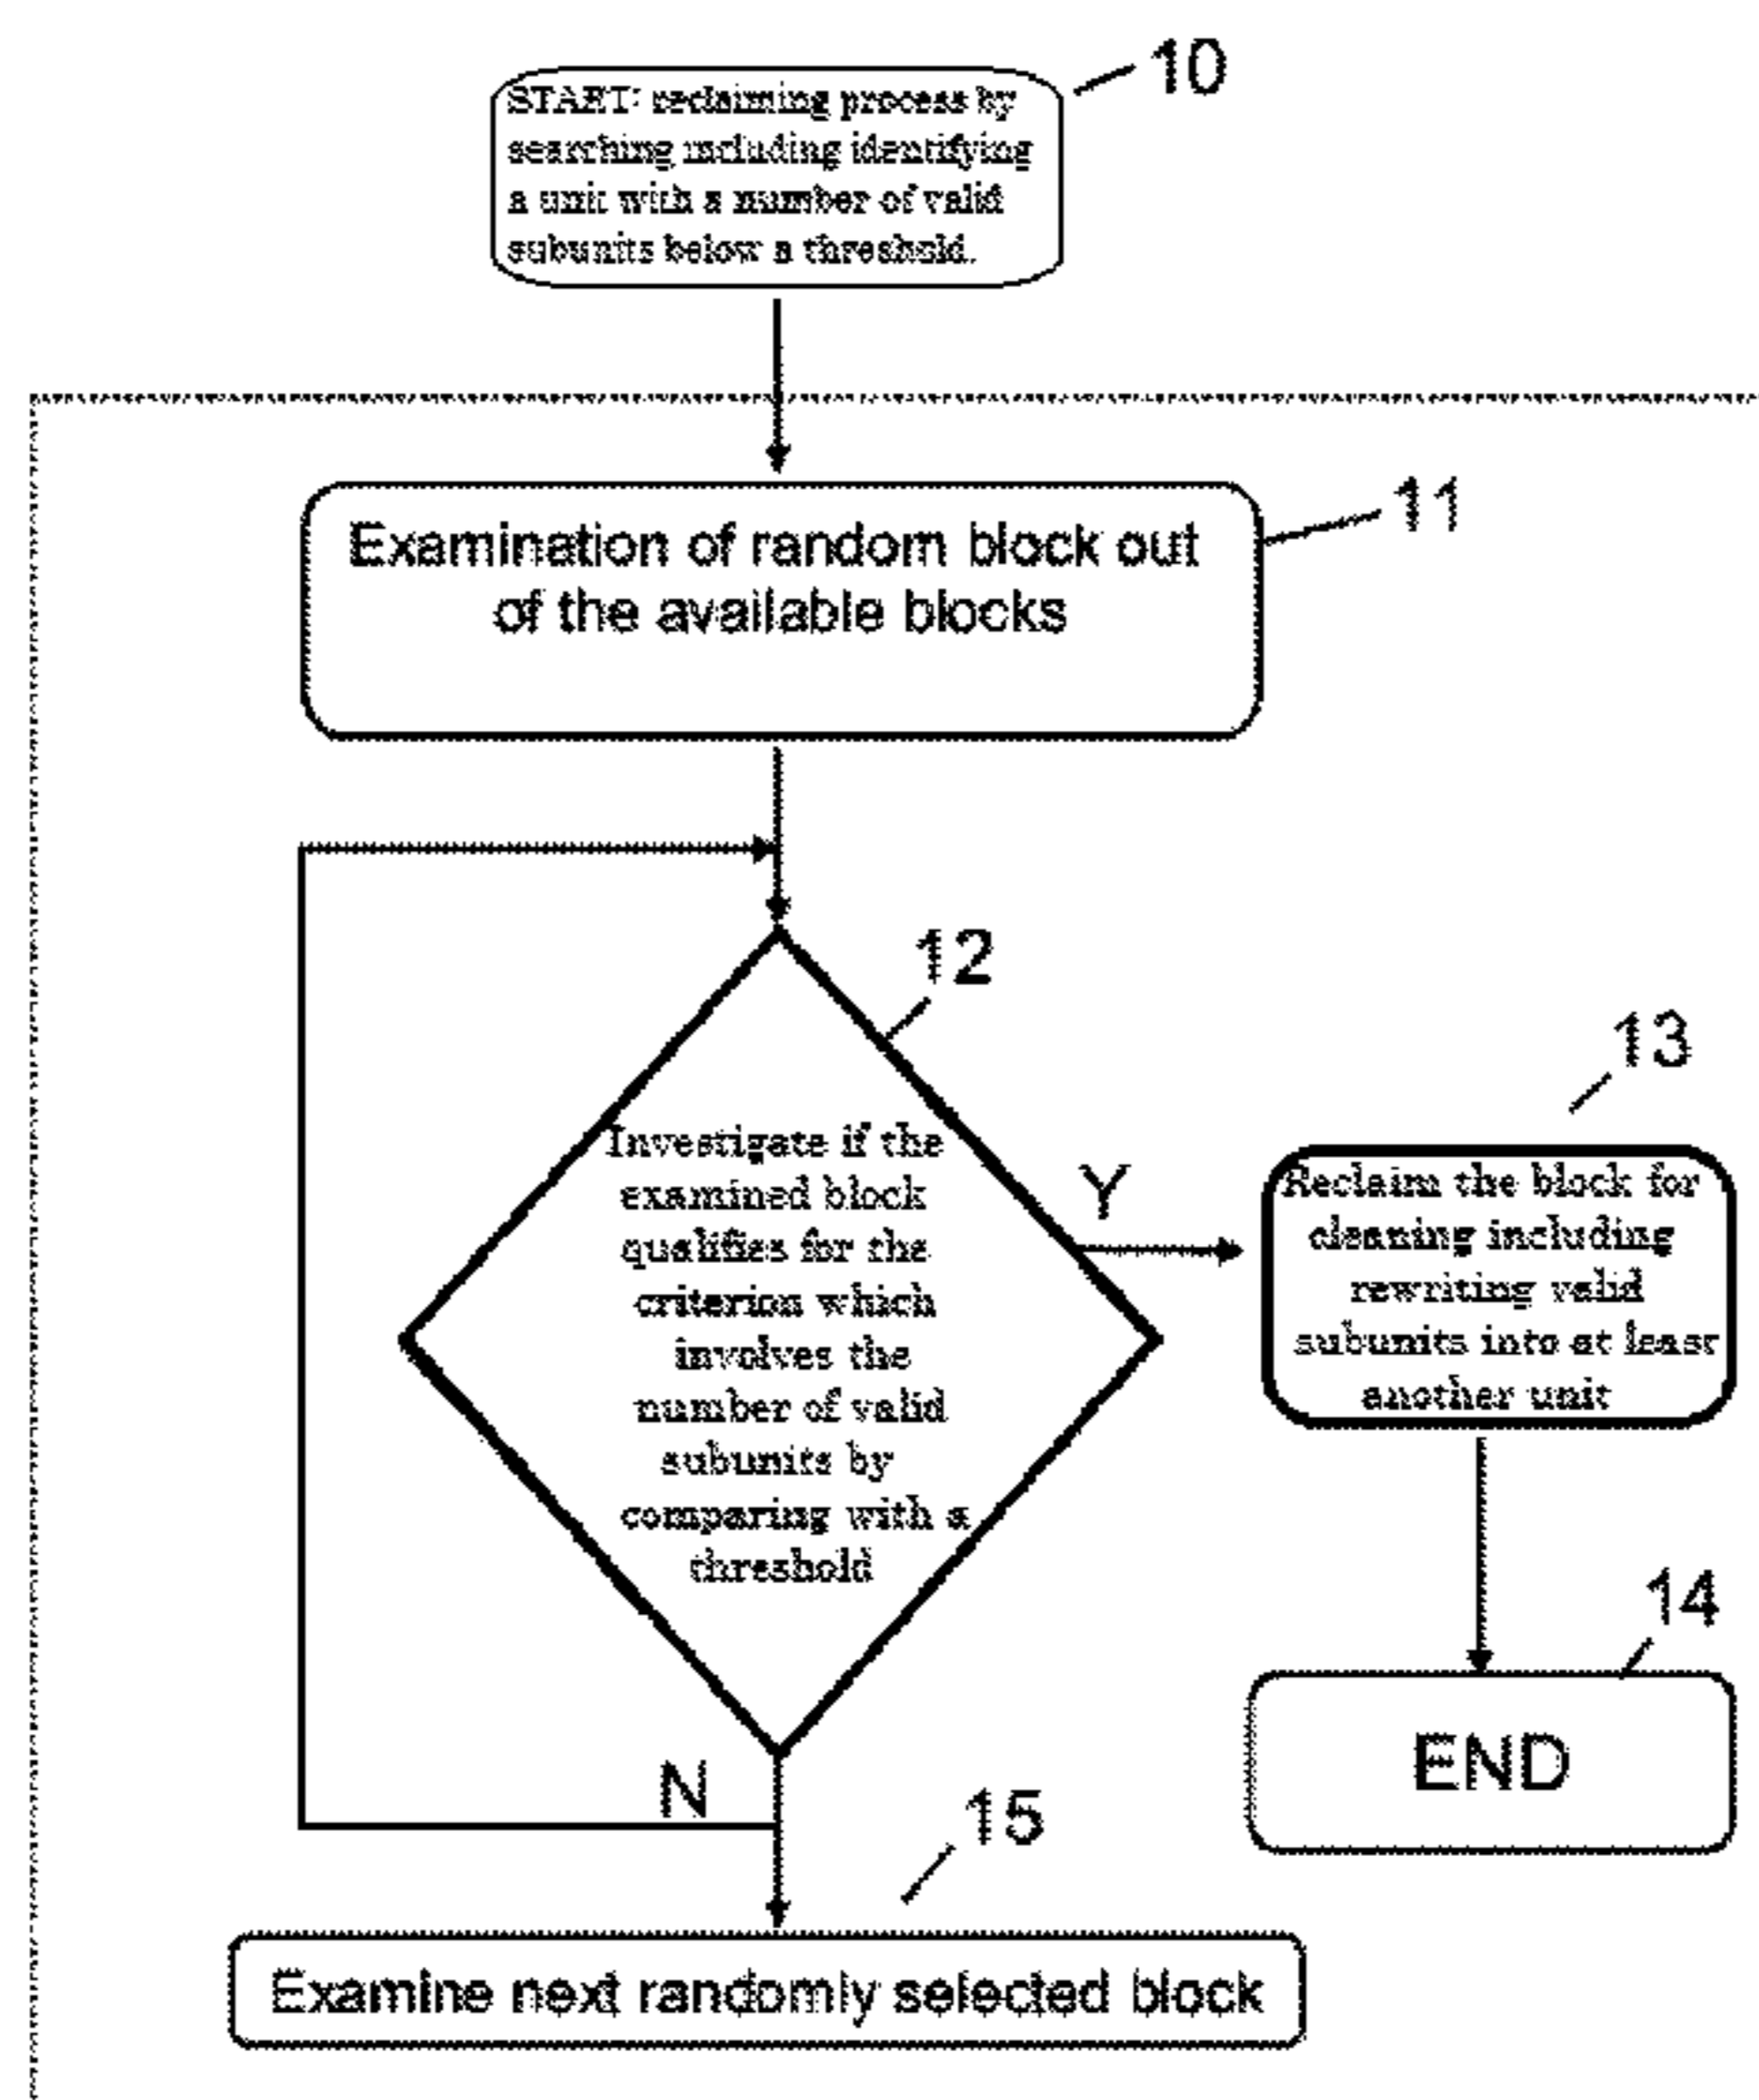 10
START: reclaiming process by
searching including identifying
a unit with a number of valid
subunits below a threshold.
11
Examination of random block out
of the available blocks
12
Investigate if the
examined block
qualifies for the
criterion which
involves the
number of valid
subunits by
comparing with a
threshold
Y
13
Reclaim the block for
cleaning including
rewriting valid
subunits into at least
another unit
14
END
N
15
Examine next randomly selected block